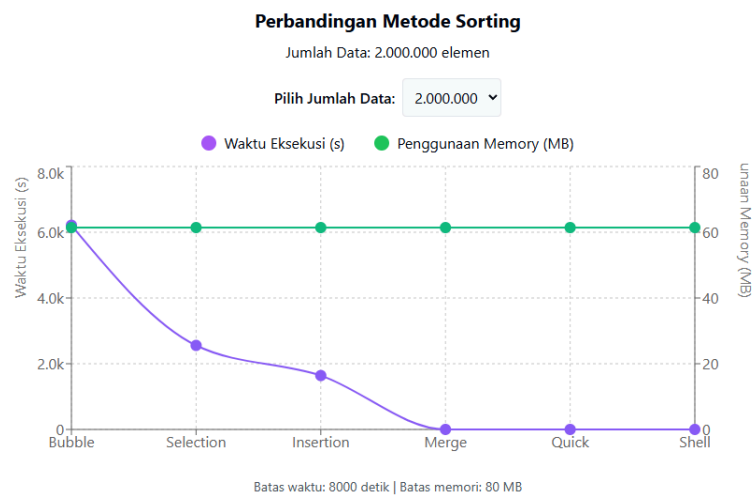 Perbandingan Metode Sorting
Jumlah Data: 2.000.000 elemen
Pilih Jumlah Data: 2.000.000
Waktu Eksekusi (s) Penggunaan Memory (MB)
8.0k 80
6.0k 60
4.0k 40
2.0k 20
0 0
Waktu Eksekusi (s)
unaan Memory (MB)
Bubble Selection Insertion Merge Quick Shell
Batas waktu: 8000 detik | Batas memori: 80 MB